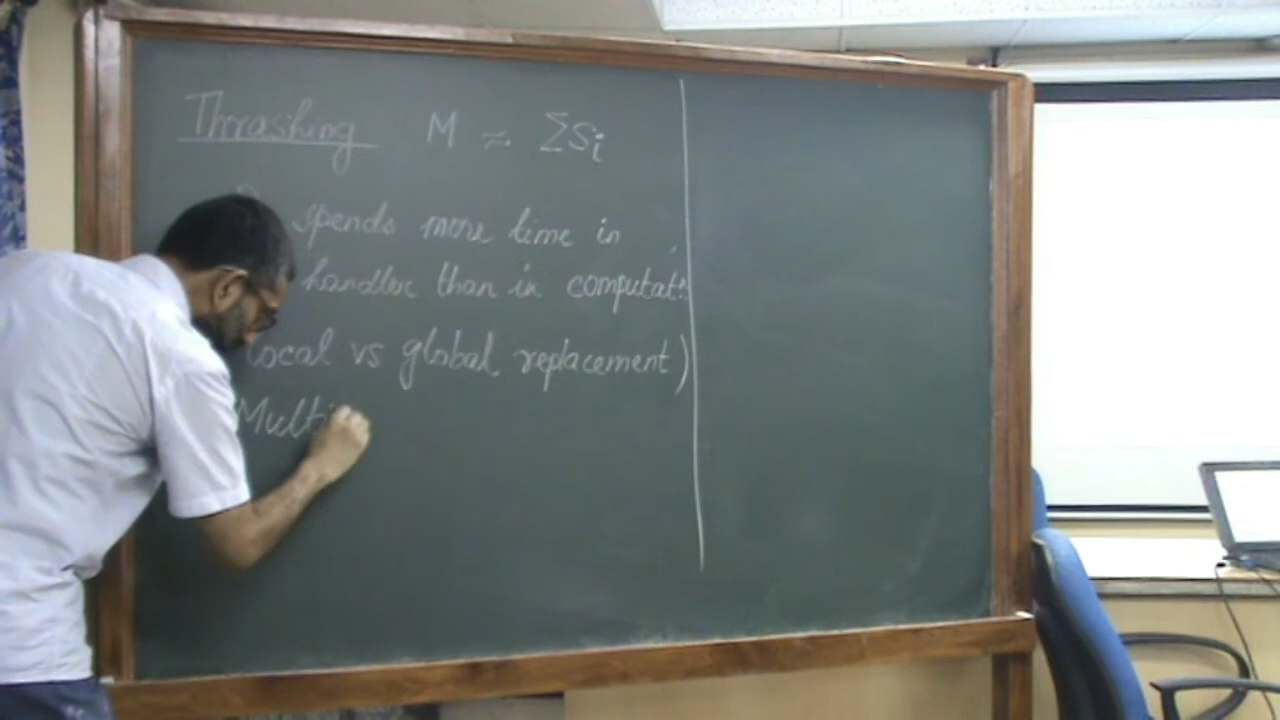 Thrashing M ≈ ΣSi
spends more time in
handler than in computat
local vs global replacement)
Multi